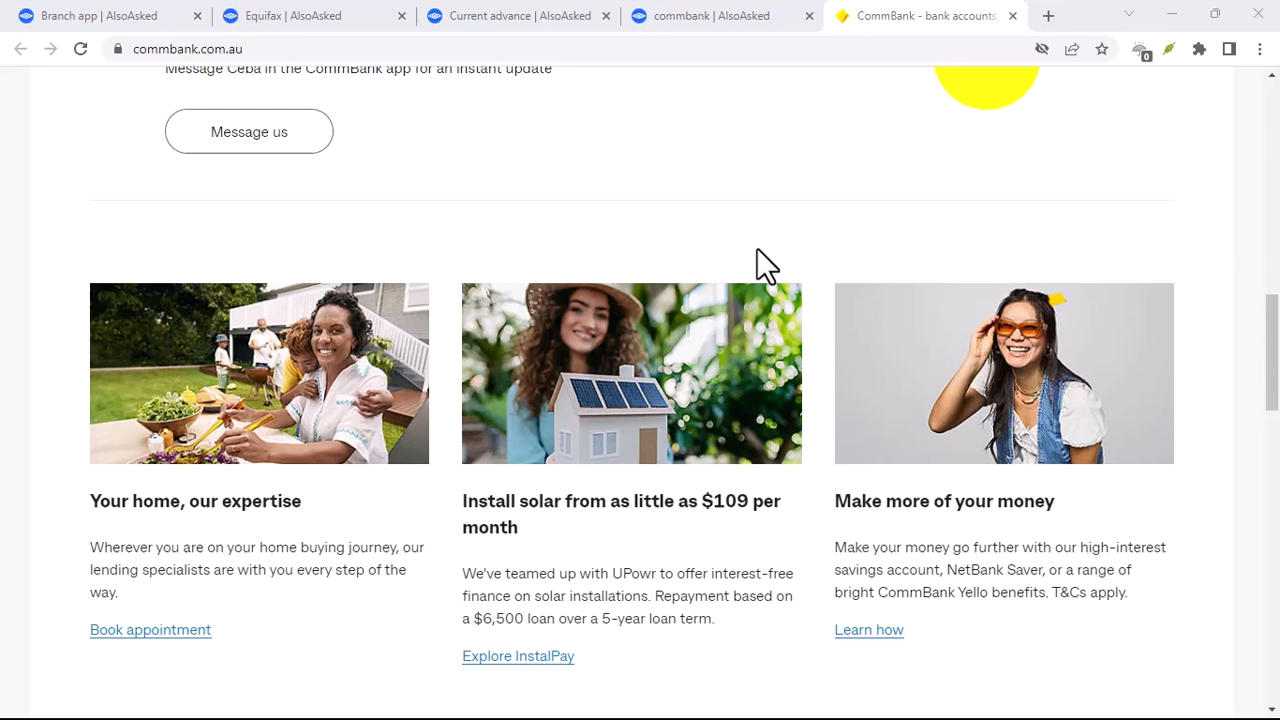 Branch app | AlsoAsked
Equifax | AlsoAsked
Current advance | AlsoAsked
commbank | AlsoAsked
CommBank - bank accounts,
commbank.com.au
0
Message Ceba in the CommBank app for an instant update
Message us
Your home, our expertise
Wherever you are on your home buying journey, our
lending specialists are with you every step of the
way.
Book appointment
Install solar from as little as $109 per
month
We've teamed up with UPowr to offer interest-free
finance on solar installations. Repayment based on
a $6,500 loan over a 5-year loan term.
Explore InstalPay
Make more of your money
Make your money go further with our high-interest
savings account, NetBank Saver, or a range of
bright CommBank Yello benefits. T&Cs apply.
Learn how